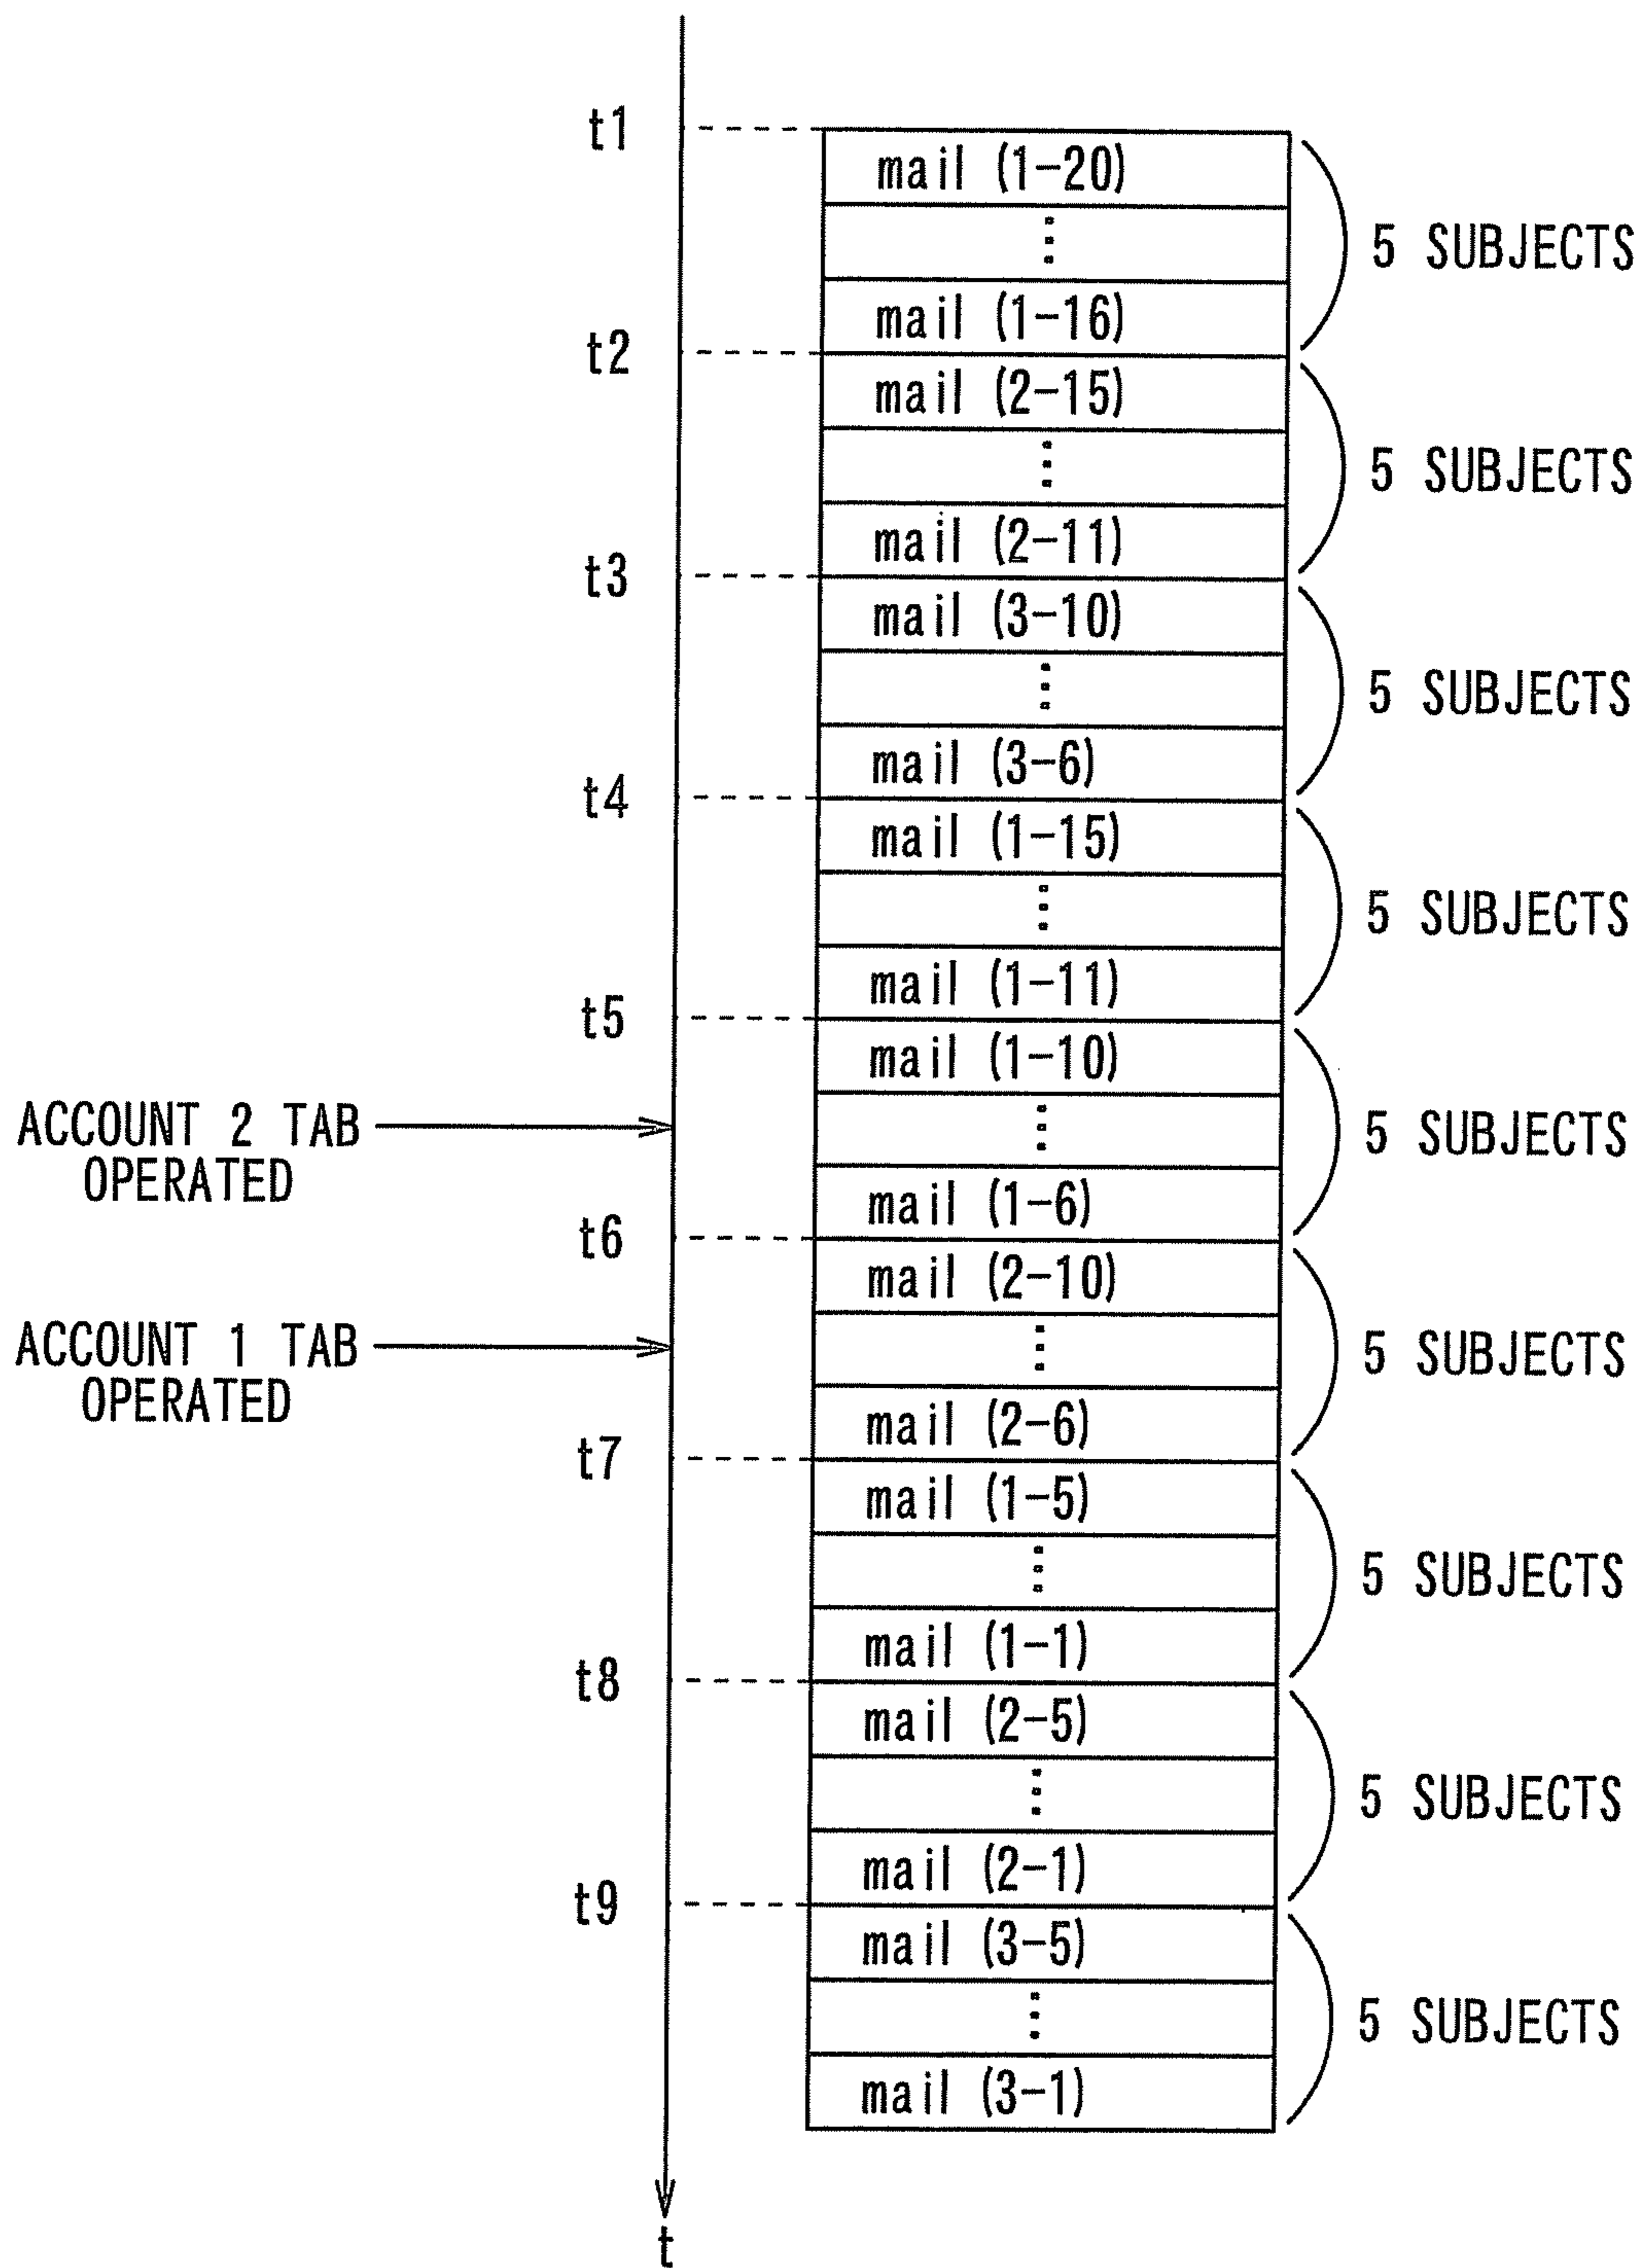 t1
mail (1-20)
⋮
5 SUBJECTS
mail (1-16)
t2
mail (2-15)
⋮
5 SUBJECTS
mail (2-11)
t3
mail (3-10)
⋮
5 SUBJECTS
mail (3-6)
t4
mail (1-15)
⋮
5 SUBJECTS
mail (1-11)
t5
mail (1-10)
ACCOUNT 2 TAB
OPERATED
⋮
5 SUBJECTS
mail (1-6)
t6
mail (2-10)
ACCOUNT 1 TAB
OPERATED
⋮
5 SUBJECTS
mail (2-6)
t7
mail (1-5)
⋮
5 SUBJECTS
mail (1-1)
t8
mail (2-5)
⋮
5 SUBJECTS
mail (2-1)
t9
mail (3-5)
⋮
5 SUBJECTS
mail (3-1)
t